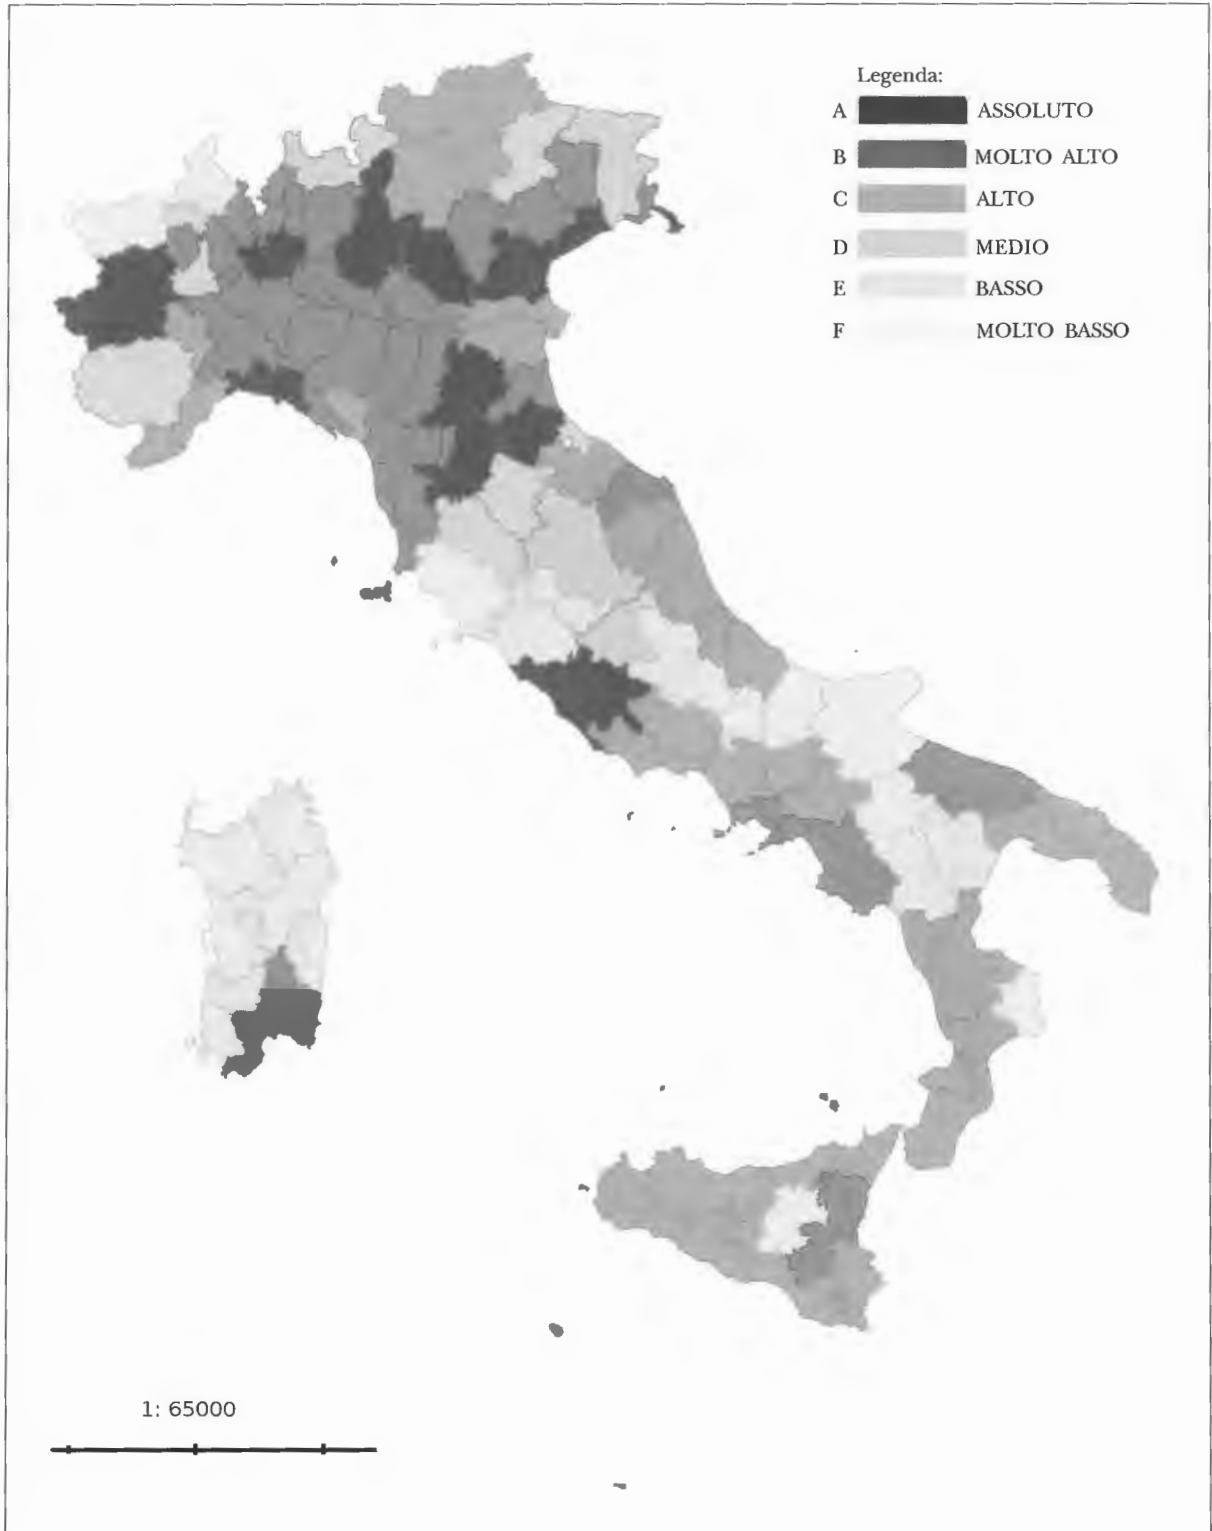 Legenda:
A ASSOLUTO
B MOLTO ALTO
C ALTO
D MEDIO
E BASSO
F MOLTO BASSO
1: 65000